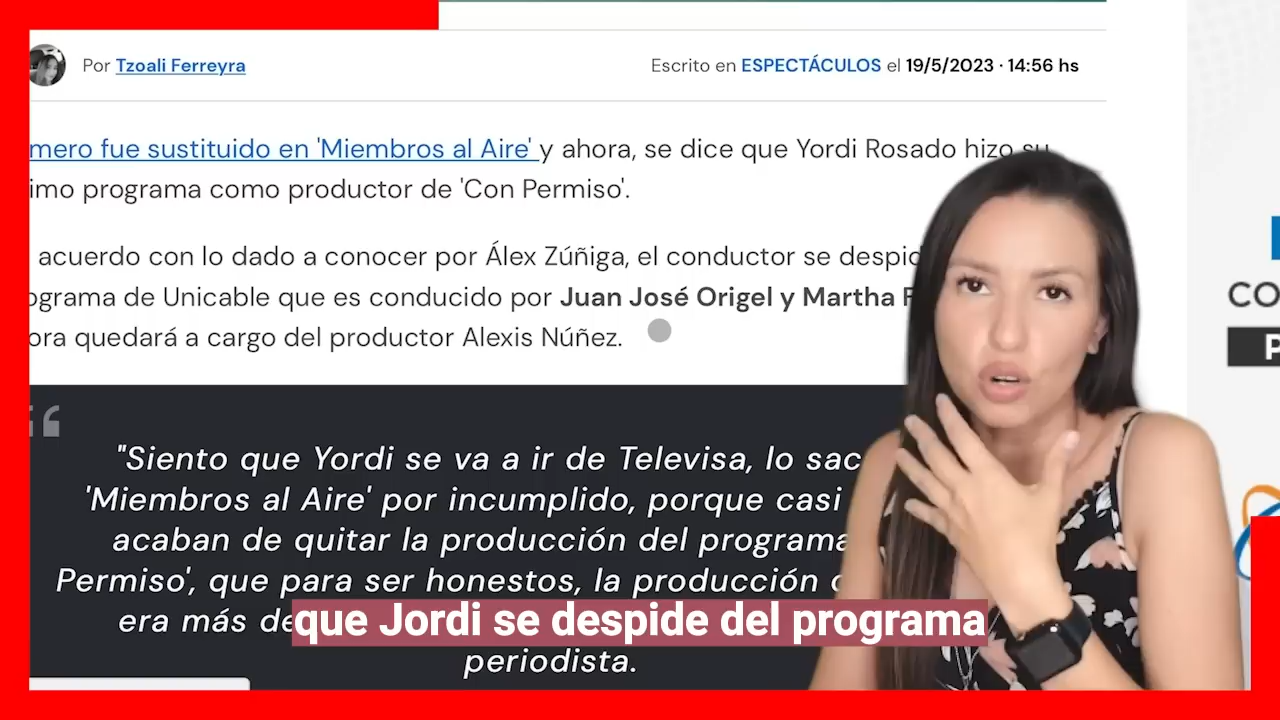 Por Tzoali Ferreyra
Escrito en ESPECTÁCULOS el 19/5/2023 · 14:56 hs
mero fue sustituido en 'Miembros al Aire' y ahora, se dice que Yordi Rosado hizo su
imo programa como productor de 'Con Permiso'.
acuerdo con lo dado a conocer por Álex Zúñiga, el conductor se despid
ograma de Unicable que es conducido por Juan José Origel y Martha F
ora quedará a cargo del productor Alexis Núñez.
"Siento que Yordi se va a ir de Televisa, lo sac
'Miembros al Aire' por incumplido, porque casi
acaban de quitar la producción del programa
Permiso', que para ser honestos, la producción
era más de
que Jordi se despide del programa
periodista.
CO
P